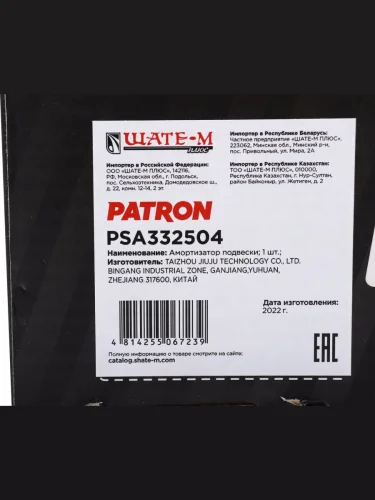 ШАТЕ-М
ПЛЮС
Импортер в Республике Беларусь:
Частное предприятие «ШАТЕ-М ПЛЮС»,
223062, Минская обл., Минский р-н,
пос. Привольный, ул. Мира, 2А
Импортер в Российской Федерации:
ООО «ШАТЕ-М ПЛЮС», 142116,
РФ, Московская обл., г. Подольск,
пос. Сельхозтехника, Домодедовское ш.,
д. 22, комн. 12-14, 2 эл
Импортер в Республике Казахстан:
ТОО «ШАТЕ-М ПЛЮС», 010000,
Республика Казахстан, г. Нур-Султан,
район Байконыр, ул. Жетиген, д. 2
PATRON
PSA332504
Наименование: Амортизатор подвески; 1 шт.;
Изготовитель: TAIZHOU JIUJU TECHNOLOGY CO., LTD.
BINGANG INDUSTRIAL ZONE, GANJIANG,YUHUAN,
ZHEJIANG 317600, КИТАЙ
Дата изготовления:
2022 г.
4 814255 067239
EAC
Полную информацию о товаре смотрите на сайте:
catalog.shate-m.com